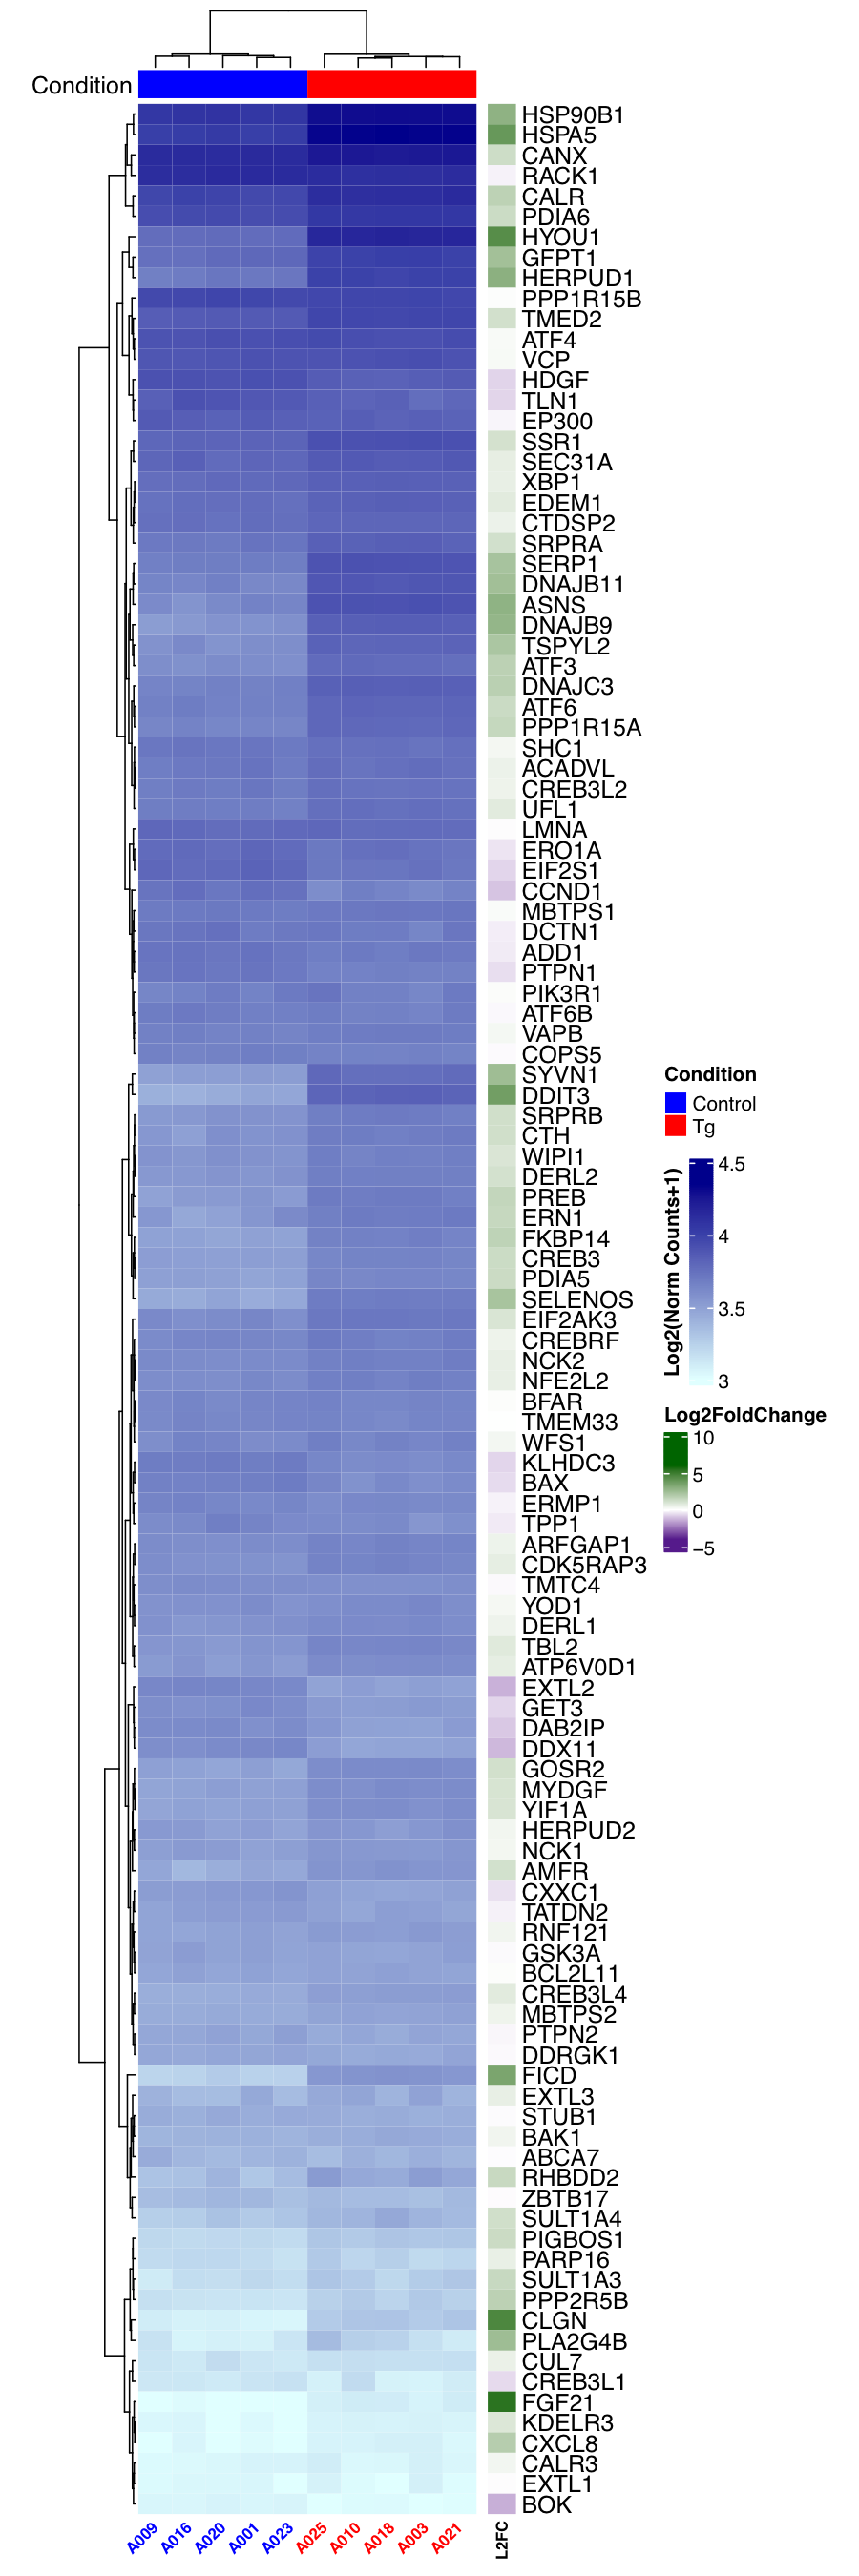 Condition
HSP90B1
HSPA5
CANX
RACK1
CALR
PDIA6
HYOU1
GFPT1
HERPUD1
PPP1R15B
TMED2
ATF4
VCP
HDGF
TLN1
EP300
SSR1
SEC31A
XBP1
EDEM1
CTDSP2
SRPRA
SERP1
DNAJB11
ASNS
DNAJB9
TSPYL2
ATF3
DNAJC3
ATF6
PPP1R15A
SHC1
ACADVL
CREB3L2
UFL1
LMNA
ERO1A
EIF2S1
CCND1
MBTPS1
DCTN1
ADD1
PTPN1
PIK3R1
ATF6B
VAPB
COPS5
SYVN1
DDIT3
SRPRB
CTH
WIPI1
DERL2
PREB
ERN1
FKBP14
CREB3
PDIA5
SELENOS
EIF2AK3
CREBRF
NCK2
NFE2L2
BFAR
TMEM33
WFS1
KLHDC3
BAX
ERMP1
TPP1
ARFGAP1
CDK5RAP3
TMTC4
YOD1
DERL1
TBL2
ATP6V0D1
EXTL2
GET3
DAB2IP
DDX11
GOSR2
MYDGF
YIF1A
HERPUD2
NCK1
AMFR
CXXC1
TATDN2
RNF121
GSK3A
BCL2L11
CREB3L4
MBTPS2
PTPN2
DDRGK1
FICD
EXTL3
STUB1
BAK1
ABCA7
RHBDD2
ZBTB17
SULT1A4
PIGBOS1
PARP16
SULT1A3
PPP2R5B
CLGN
PLA2G4B
CUL7
CREB3L1
FGF21
KDELR3
CXCL8
CALR3
EXTL1
BOK
A009 A016 A020 A001 A023 A025 A010 A018 A003 A021 L2FC
Condition
Control
Tg
Log2(Norm Counts+1)
4.5
4
3.5
3
Log2FoldChange
10
5
0
−5